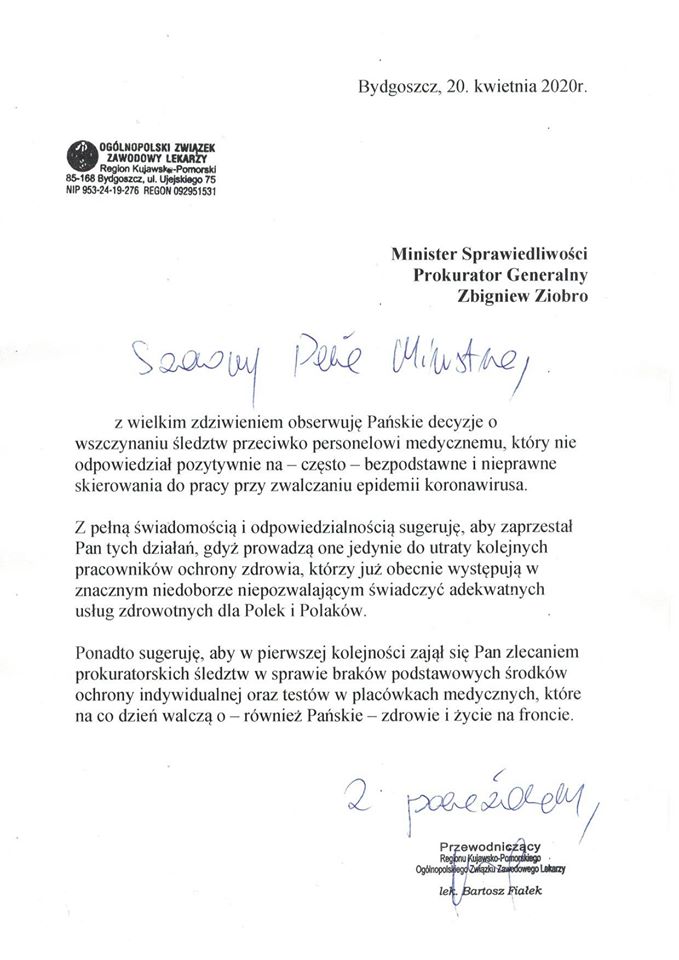 Bydgoszcz, 20. kwietnia 2020r.
OGÓLNOPOLSKI ZWIĄZEK
ZAWODOWY LEKARZY
Region Kujawsko-Pomorski
85-168 Bydgoszcz, ul. Ujejskiego 75
NIP 953-24-19-276 REGON 092951531
Minister Sprawiedliwości
Prokurator Generalny
Zbigniew Ziobro
Szanowny Panie Ministrze,
z wielkim zdziwieniem obserwuję Pańskie decyzje o
wszczynaniu śledztw przeciwko personelowi medycznemu, który nie
odpowiedział pozytywnie na – często – bezpodstawne i nieprawne
skierowania do pracy przy zwalczaniu epidemii koronawirusa.
Z pełną świadomością i odpowiedzialnością sugeruję, aby zaprzestał
Pan tych działań, gdyż prowadzą one jedynie do utraty kolejnych
pracowników ochrony zdrowia, którzy już obecnie występują w
znacznym niedoborze niepozwalającym świadczyć adekwatnych
usług zdrowotnych dla Polek i Polaków.
Ponadto sugeruję, aby w pierwszej kolejności zajął się Pan zlecaniem
prokuratorskich śledztw w sprawie braków podstawowych środków
ochrony indywidualnej oraz testów w placówkach medycznych, które
na co dzień walczą o – również Pańskie – zdrowie i życie na froncie.
Z poważaniem,
Przewodniczący
Regionu Kujawsko-Pomorskiego
Ogólnopolskiego Związku Zawodowego Lekarzy
lek. Bartosz Fiałek